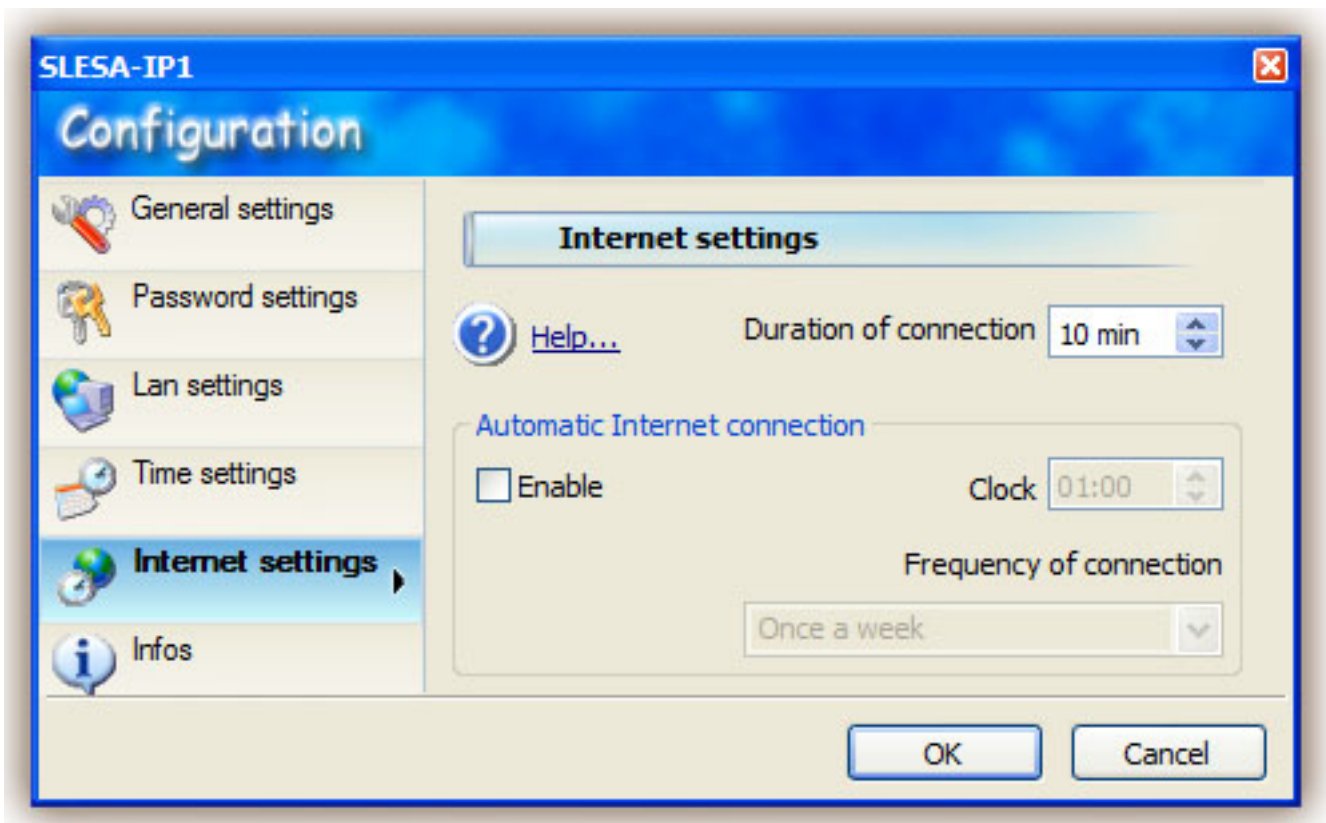 SLESA-IP1
Configuration
General settings
Password settings
Lan settings
Time settings
Internet settings
Infos
Internet settings
Help...
Duration of connection 10 min
Automatic Internet connection
Enable
Clock 01:00
Frequency of connection
Once a week
OK
Cancel